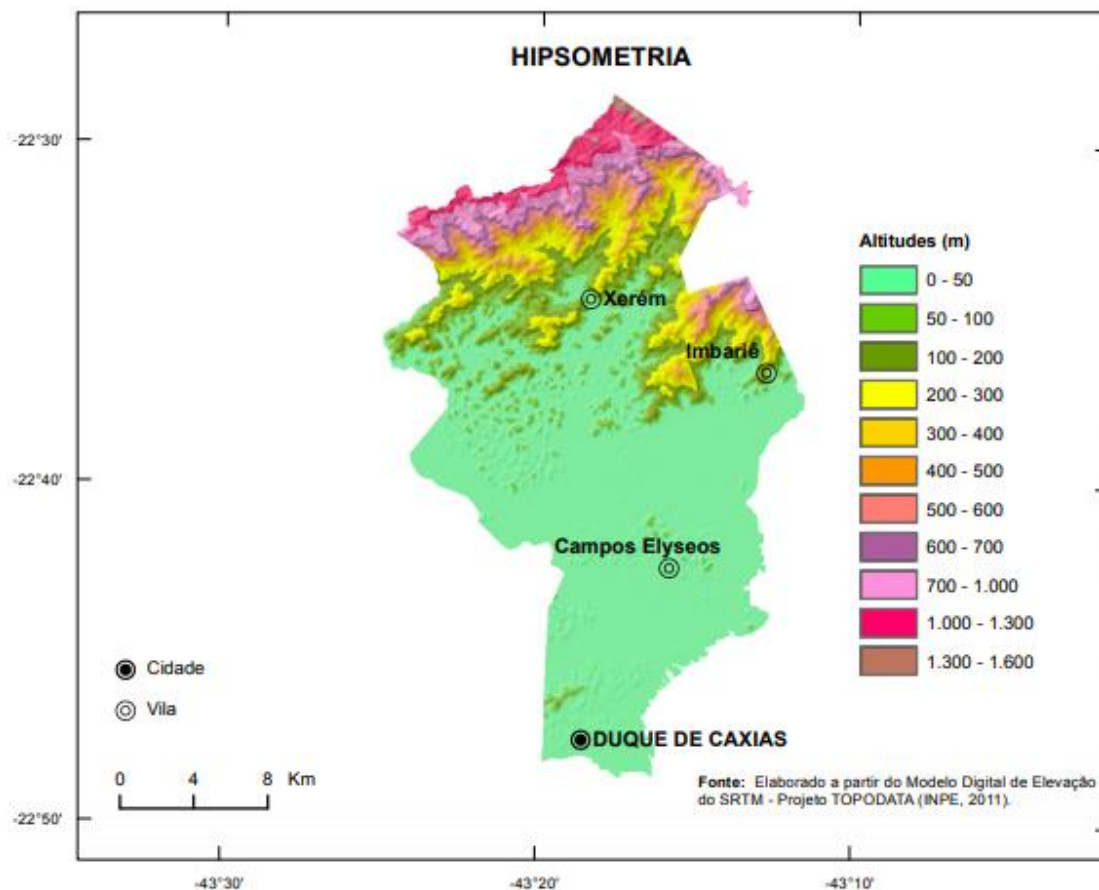 HIPSOMETRIA
-22°30'
-22°40'
-22°50'
Xerém
Imbariê
Campos Elyseos
DUQUE DE CAXIAS
Altitudes (m)
0 - 50
50 - 100
100 - 200
200 - 300
300 - 400
400 - 500
500 - 600
600 - 700
700 - 1.000
1.000 - 1.300
1.300 - 1.600
Cidade
Vila
0 4 8 Km
Fonte: Elaborado a partir do Modelo Digital de Elevação
do SRTM - Projeto TOPODATA (INPE, 2011).
-43°30' -43°20' -43°10'